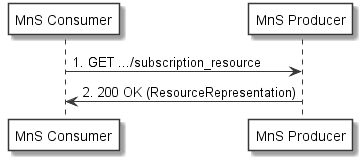 MnS Consumer MnS Producer
1. GET .../subscription_resource
2. 200 OK (ResourceRepresentation)
MnS Consumer MnS Producer